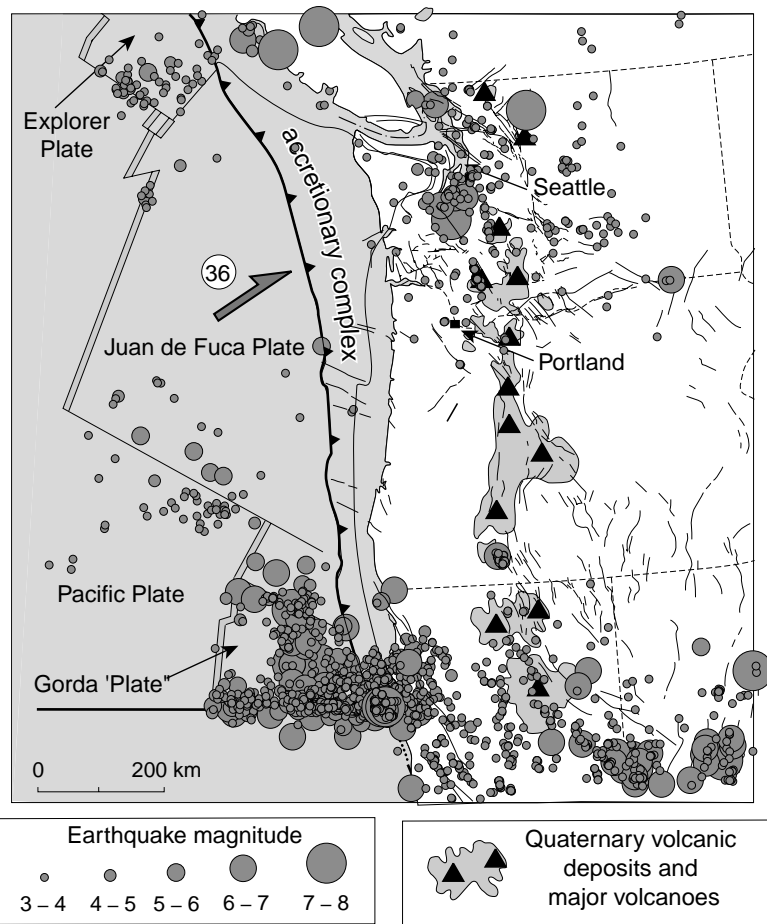 Explorer
Plate
accretionary complex
Seattle
36
Juan de Fuca Plate
Portland
Pacific Plate
Gorda 'Plate"
0 200 km
Earthquake magnitude
3 – 4 4 – 5 5 – 6 6 – 7 7 – 8
Quaternary volcanic
deposits and
major volcanoes